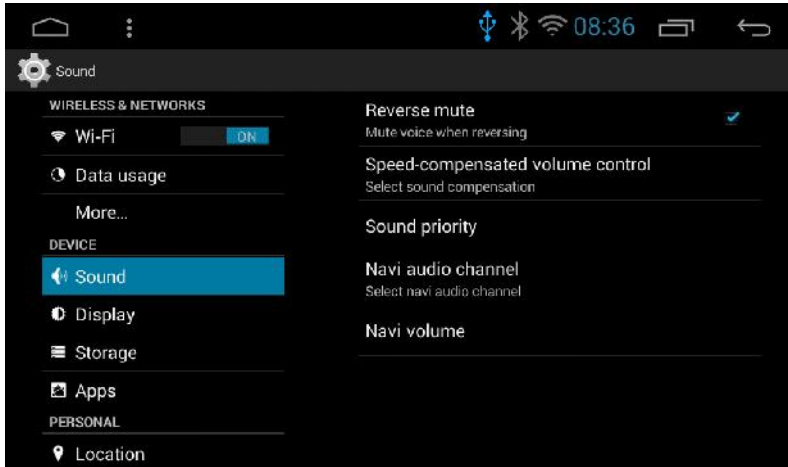 08:36
Sound
WIRELESS & NETWORKS
Wi-Fi ON
Data usage
More...
DEVICE
Sound
Display
Storage
Apps
PERSONAL
Location
Reverse mute
Mute voice when reversing
Speed-compensated volume control
Select sound compensation
Sound priority
Navi audio channel
Select navi audio channel
Navi volume